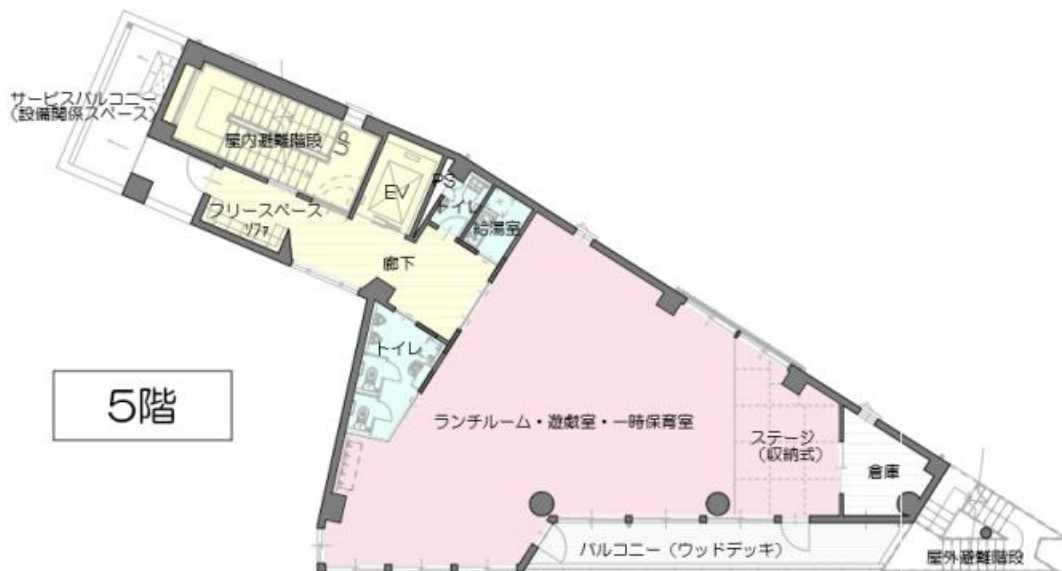 サービスバルコニー
（設備関係スペース）
屋内避難階段
UP
EV
PS
トイレ
給湯室
フリースペース
ソファ
廊下
トイレ
5階
ランチルーム・遊戯室・一時保育室
ステージ
（収納式）
倉庫
バルコニー（ウッドデッキ）
屋外避難階段